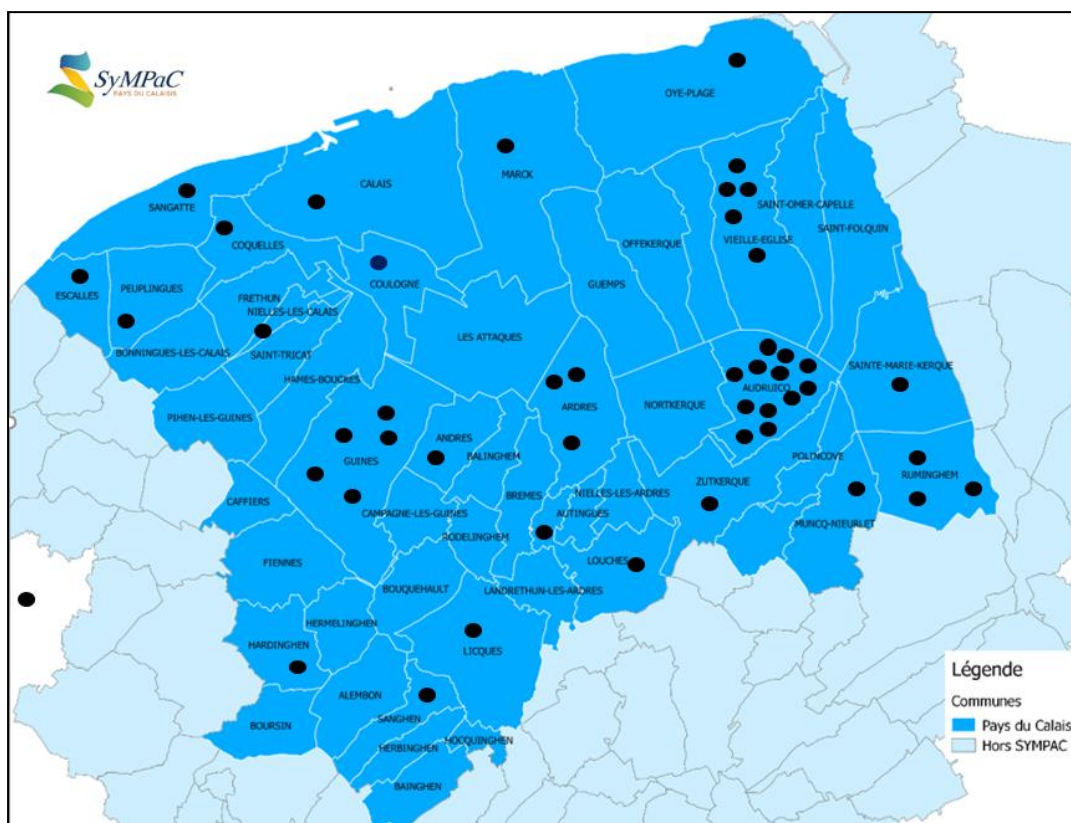 SyMPaC
PAYS DU CALAISIS
OYE-PLAGE
MARCK
CALAIS
SANGATTE
SAINT-OMER-CAPELLE
SAINT-FOLQUIN
COQUELLES
OFFEKERQUE
VIEILLE-EGLISE
COULOGNE
GUEMPS
PEUPLINGUES
ESCALLES
FRETHUN
NIELLES-LES-CALAIS
LES ATTAQUES
BONNINGUES-LES-CALAIS
SAINT-TRICAT
SAINTE-MARIE-KERQUE
HAMES-BOUCRES
AUDRUICQ
NORTKERQUE
ARDRES
PIHEN-LES-GUINES
ANDRES
BALINGHEM
POLINCOVE
GUINES
RUMINGHEM
ZUTKERQUE
NIELLES-LES-ARDRES
BREMES
CAFFIERS
CAMPAGNE-LES-GUINES
AUTINGUES
MUNCQ-NIEURLET
RODELINGHEM
FIENNES
LOUCHES
BOUQUEHAULT
LANDRETHUN-LES-ARDRES
HERMELINGHEN
HARDINGHEN
LICQUES
ALEMBON
SANGHEN
BOURSIN
HOCQUINGHEN
HERBINGHEN
BAINGHEN
Légende
Communes
Pays du Calais
Hors SYMPAC